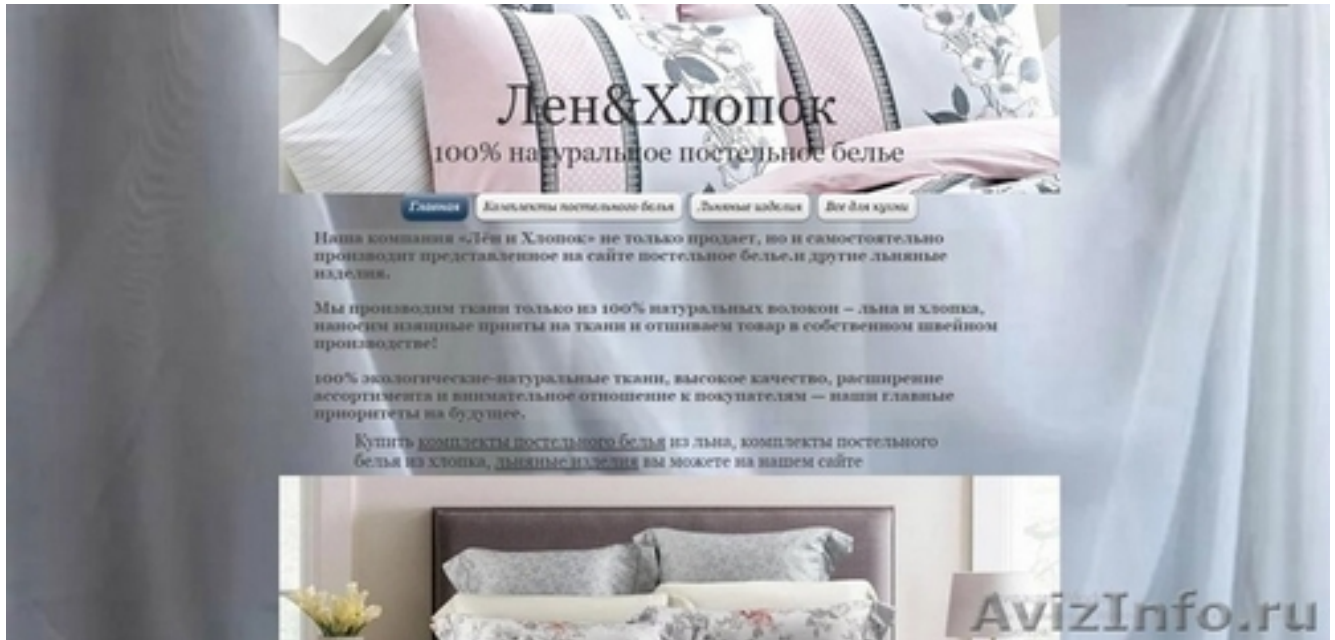 Лен&Хлопок
100% натуральное постельное белье
Главная Комплекты постельного белья Льняные изделия Все для кухни
Наша компания «Лён и Хлопок» не только продает, но и самостоятельно
производит представленное на сайте постельное белье.и другие льняные
изделия.
Мы производим ткани только из 100% натуральных волокон – льна и хлопка,
наносим изящные принты на ткани и отшиваем товар в собственном швейном
производстве!
100% экологические-натуральные ткани, высокое качество, расширение
ассортимента и внимательное отношение к покупателям — наши главные
приоритеты на будущее.
Купить комплекты постельного белья из льна, комплекты постельного
белья из хлопка, льняные изделия вы можете на нашем сайте
AvizInfo.ru